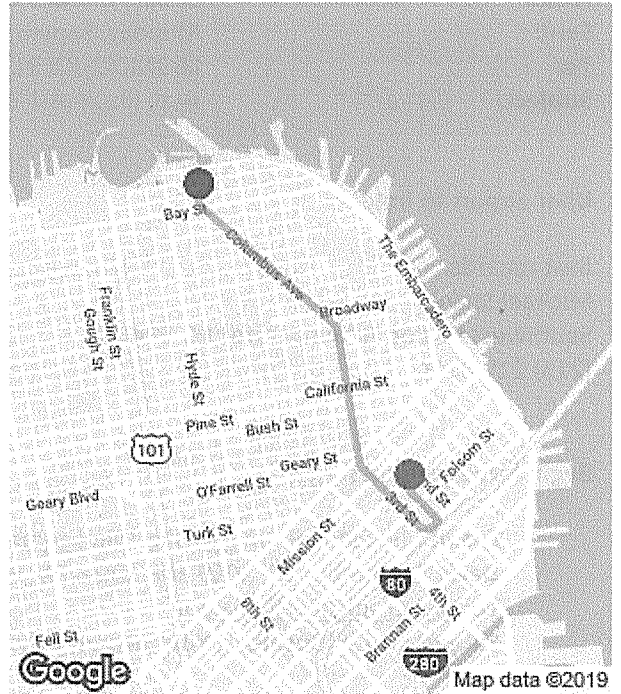 Bay St
Columbus Ave
The Embarcadero
Broadway
Franklin St
Gough St
Hyde St
California St
Pine St
Bush St
101
Geary St
Folsom St
O'Farrell St
Geary Blvd
3rd St
Turk St
Mission St
80
8th St
4th St
Brannan St
Fell St
280
Google
Map data ©2019